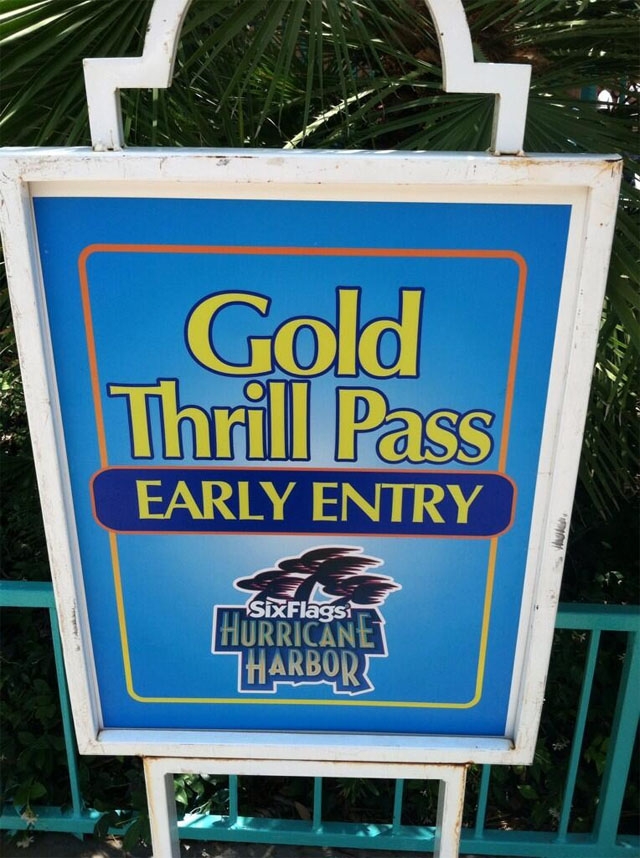 Gold
Thrill Pass
EARLY ENTRY
SixFlags
HURRICANE
HARBOR